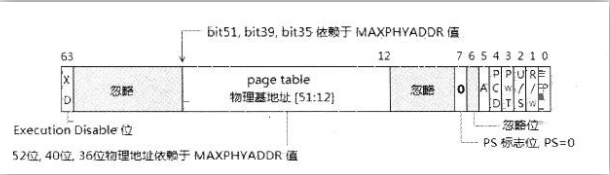 bit51, bit39, bit35 依赖于 MAXPHYADDR 值
63 12 7 6 5 4 3 2 1 0
XD 忽略 page table 物理基地址 [51:12] 忽略 0 A PCD PWT U/S R/W P
Execution Disable 位
忽略位
PS 标志位, PS=0
52位, 40位, 36位物理地址依赖于 MAXPHYADDR 值